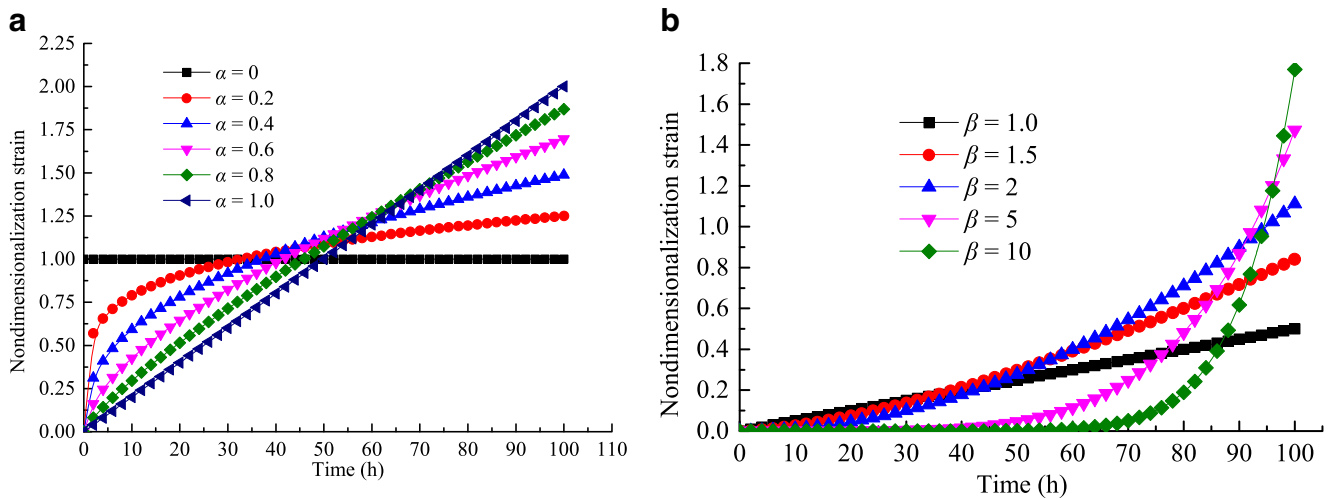 a
2.25
2.00
1.75
1.50
1.25
1.00
0.75
0.50
0.25
0.00
Nondimensionalization strain
α = 0
α = 0.2
α = 0.4
α = 0.6
α = 0.8
α = 1.0
0 10 20 30 40 50 60 70 80 90 100 110
Time (h)
b
1.8
1.6
1.4
1.2
1.0
0.8
0.6
0.4
0.2
0.0
Nondimensionalization strain
β = 1.0
β = 1.5
β = 2
β = 5
β = 10
0 10 20 30 40 50 60 70 80 90 100
Time (h)